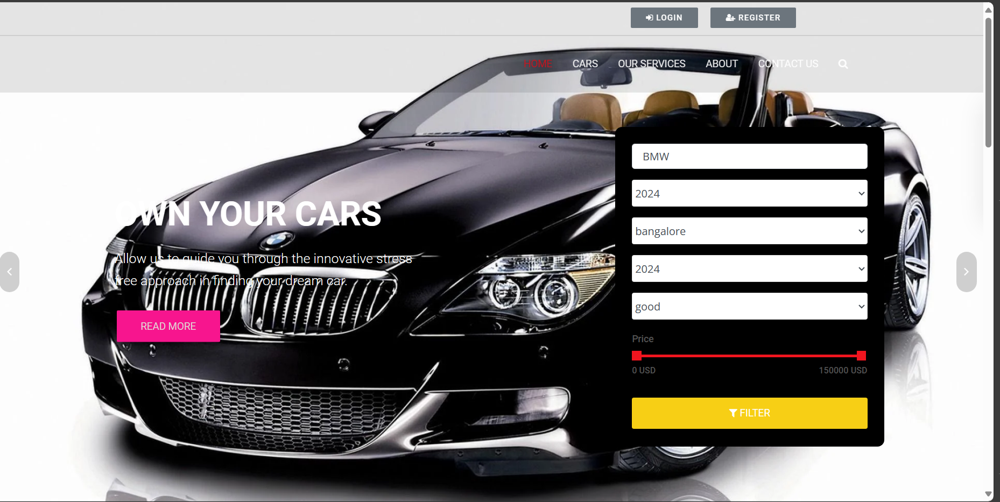 LOGIN
REGISTER
HOME
CARS
OUR SERVICES
ABOUT
CONTACT US
OWN YOUR CARS
Allow us to guide you through the innovative stress
free approach in finding your dream car.
READ MORE
BMW
2024
bangalore
2024
good
Price
0 USD
150000 USD
FILTER